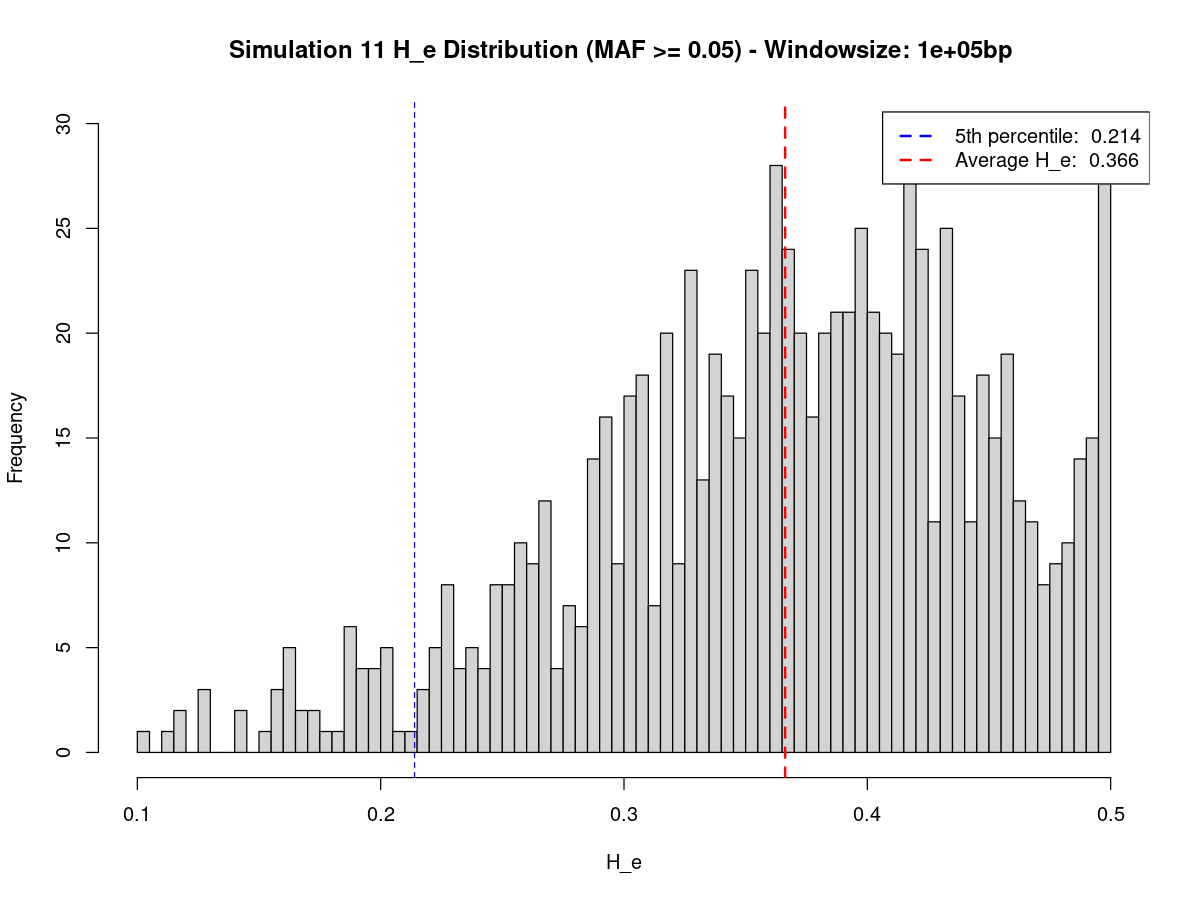 Simulation 11 H_e Distribution (MAF >= 0.05) - Windowsize: 1e+05bp
5th percentile: 0.214
Average H_e: 0.366
30
25
20
15
10
5
0
Frequency
0.1 0.2 0.3 0.4 0.5
H_e